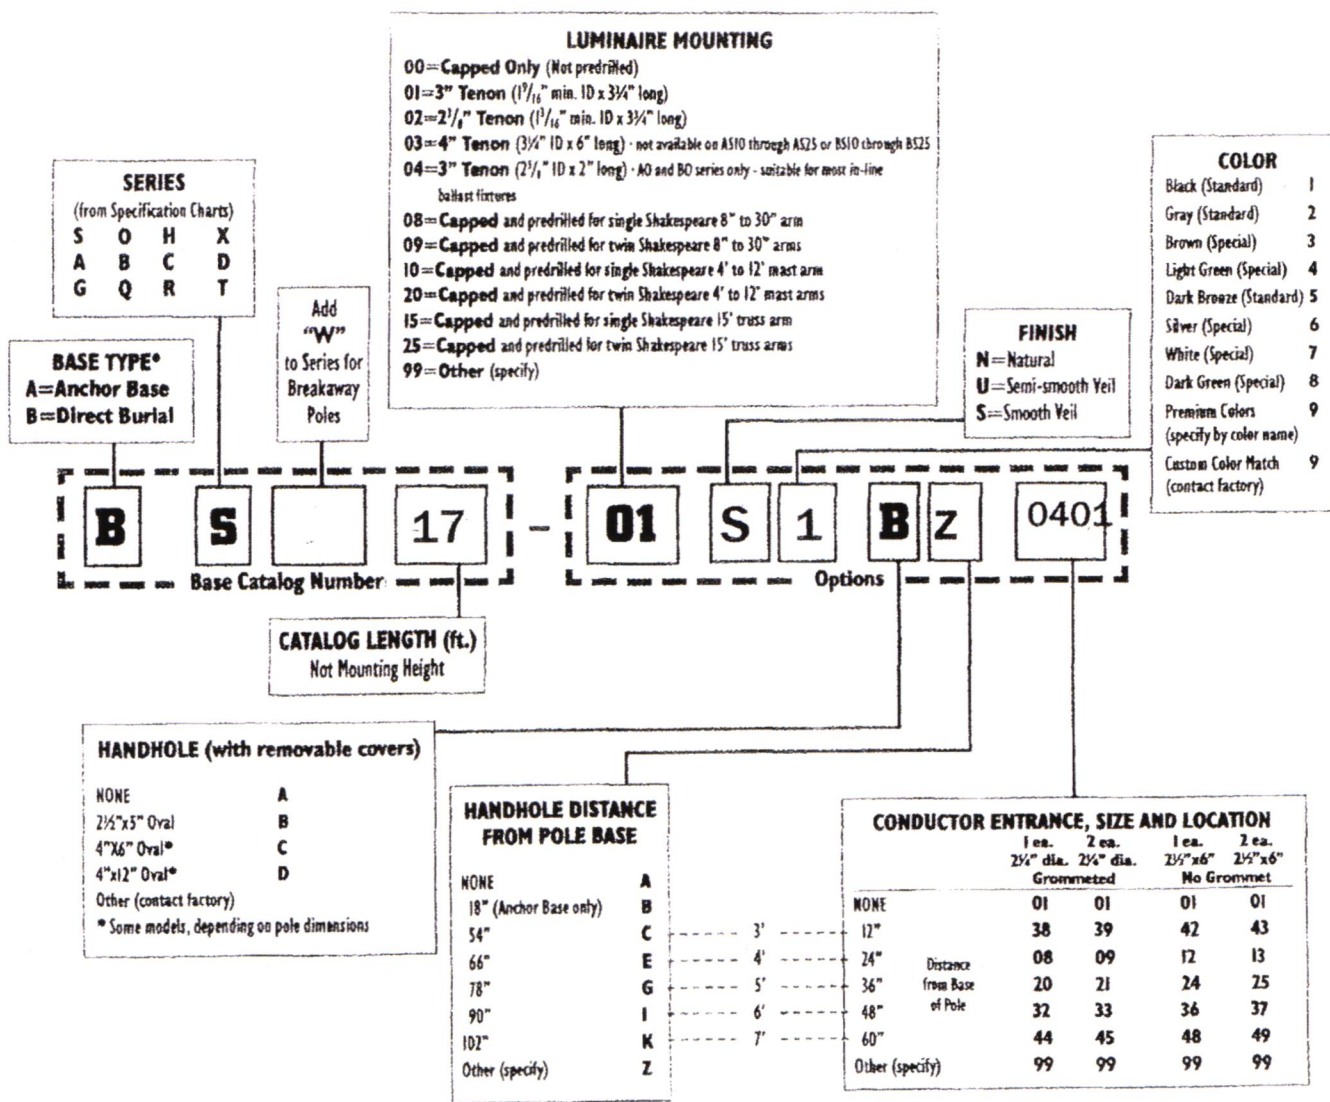 LUMINAIRE MOUNTING
00=Capped Only (Not predrilled)
01=3" Tenon (1⁹/₁₆" min. ID x 3¼" long)
02=2³/₈" Tenon (1³/₁₆" min. ID x 3¼" long)
03=4" Tenon (3¼" ID x 6" long) - not available on AS10 through AS25 or BS10 through BS25
04=3" Tenon ( ID x 2" long) - AO and BO series only - suitable for most in-line
ballast fixtures
08=Capped and predrilled for single Shakespeare 8" to 30" arm
09=Capped and predrilled for twin Shakespeare 8" to 30" arms
10=Capped and predrilled for single Shakespeare 4' to 12' mast arm
20=Capped and predrilled for twin Shakespeare 4' to 12' mast arms
15=Capped and predrilled for single Shakespeare 15' truss arm
25=Capped and predrilled for twin Shakespeare 15' truss arms
99=Other (specify)
SERIES
(from Specification Charts)
S O H X
A B C D
G Q R T
BASE TYPE*
A=Anchor Base
B=Direct Burial
Add
"W"
to Series for
Breakaway
Poles
FINISH
N=Natural
U=Semi-smooth Veil
S=Smooth Veil
COLOR
Black (Standard) 1
Gray (Standard) 2
Brown (Special) 3
Light Green (Special) 4
Dark Bronze (Standard) 5
Silver (Special) 6
White (Special) 7
Dark Green (Special) 8
Premium Colors 9
(specify by color name)
Custom Color Match 9
(contact factory)
B S 17 - 01 S 1 B Z 0401
Base Catalog Number Options
CATALOG LENGTH (ft.)
Not Mounting Height
HANDHOLE (with removable covers)
NONE A
2½"x5" Oval B
4"X6" Oval* C
4"x12" Oval* D
Other (contact factory)
* Some models, depending on pole dimensions
HANDHOLE DISTANCE
FROM POLE BASE
NONE A
18" (Anchor Base only) B
54" C
66" E
78" G
90" I
102" K
Other (specify) Z
3'
4'
5'
6'
7'
CONDUCTOR ENTRANCE, SIZE AND LOCATION
1 ea. 2 ea. 1 ea. 2 ea.
2¼" dia. 2¼" dia. 2½"x6" 2½"x6"
Grommeted No Grommet
NONE 01 01 01 01
12" 38 39 42 43
24" 08 09 12 13
36" 20 21 24 25
48" 32 33 36 37
60" 44 45 48 49
Other (specify) 99 99 99 99
Distance
from Base
of Pole